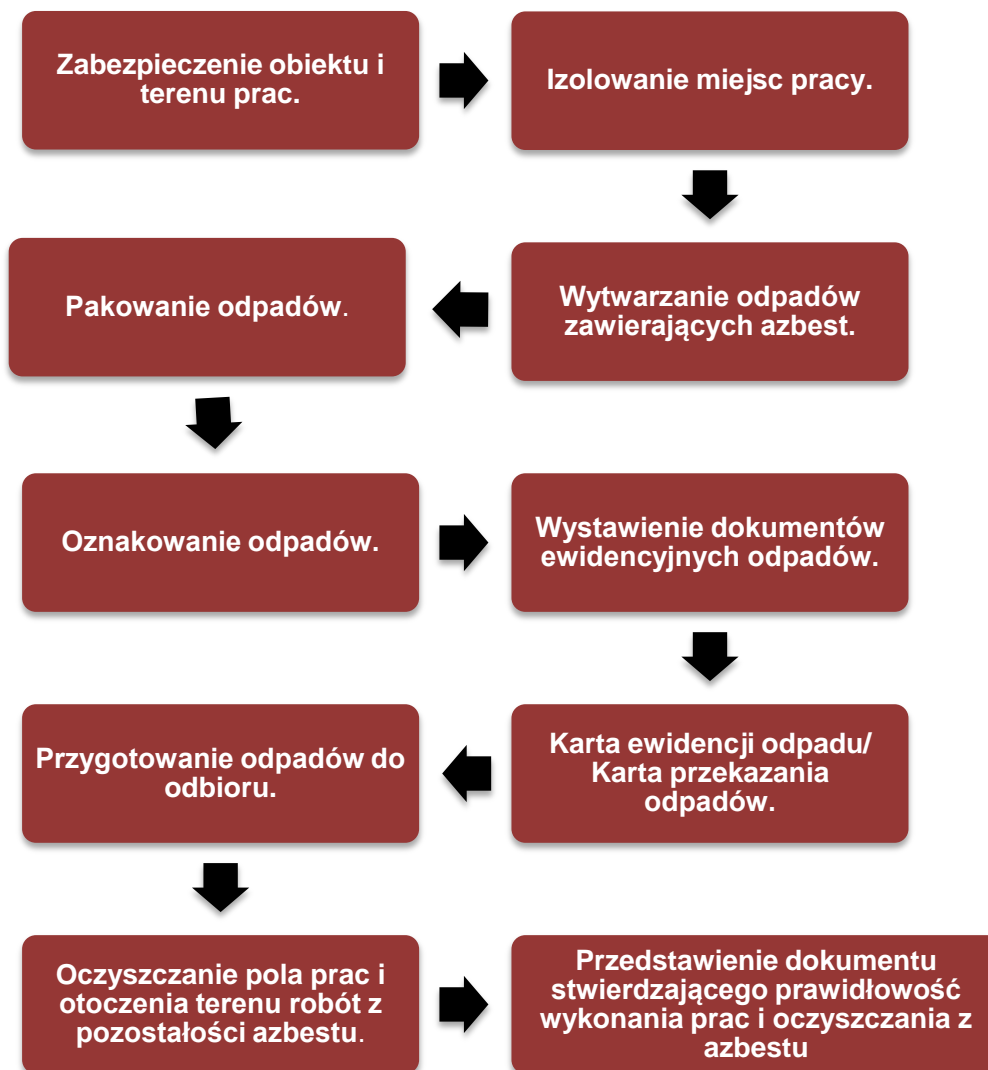 Zabezpieczenie obiektu i
terenu prac.
Izolowanie miejsc pracy.
Wytwarzanie odpadów
zawierających azbest.
Pakowanie odpadów.
Oznakowanie odpadów.
Wystawienie dokumentów
ewidencyjnych odpadów.
Karta ewidencji odpadu/
Karta przekazania
odpadów.
Przygotowanie odpadów do
odbioru.
Oczyszczanie pola prac i
otoczenia terenu robót z
pozostałości azbestu.
Przedstawienie dokumentu
stwierdzającego prawidłowość
wykonania prac i oczyszczania z
azbestu